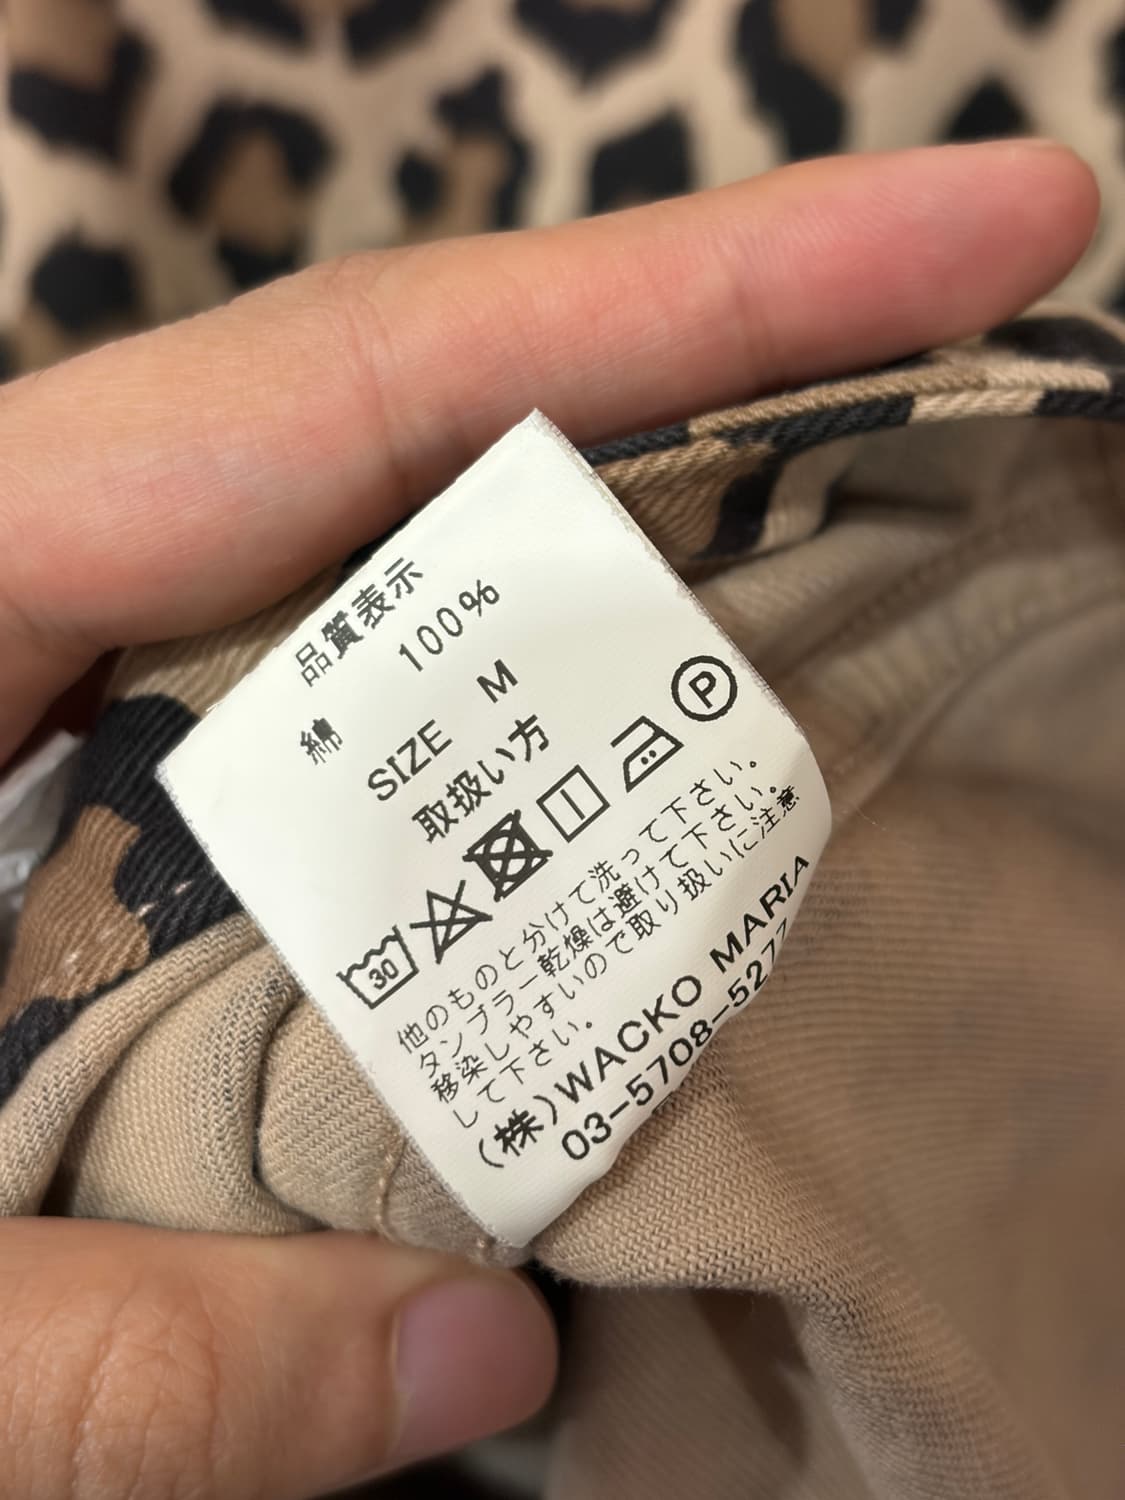 品質表示
綿 100%
SIZE M
取扱い方
30 P
他のものと分けて洗って下さい。
タンブラー乾燥は避けて下さい。
移染しやすいので取り扱いに注意
して下さい。
(株)WACKO MARIA
03-5708-5277